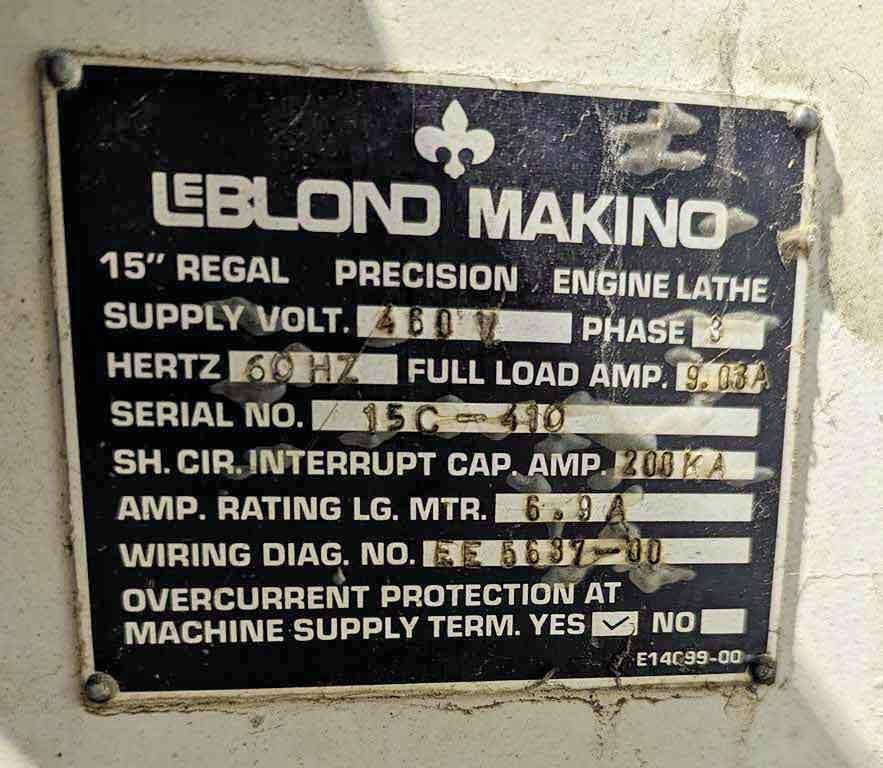 LEBLOND MAKINO
15" REGAL PRECISION ENGINE LATHE
SUPPLY VOLT. 460 V PHASE 3
HERTZ 60 HZ FULL LOAD AMP. 9.03A
SERIAL NO. 15C-410
SH. CIR. INTERRUPT CAP. AMP. 200KA
AMP. RATING LG. MTR. 6.9A
WIRING DIAG. NO. EE 5637-00
OVERCURRENT PROTECTION AT
MACHINE SUPPLY TERM. YES NO
E14099-00